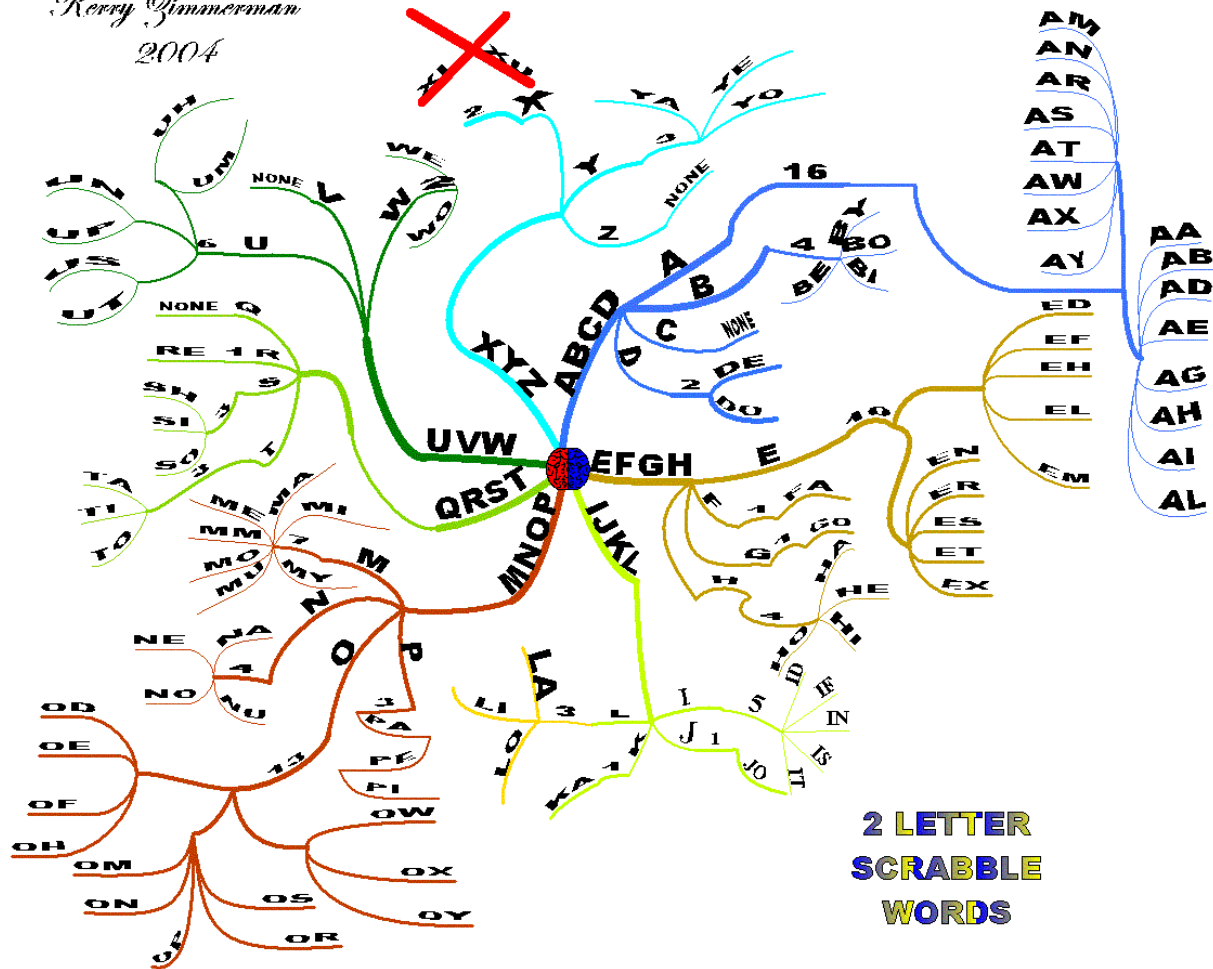 Kerry Zimmerman
2004
XI XU
2 X
Y 3
YA
YE
YO
Z
NONE
XYZ
ABCD
A
16
AM
AN
AR
AS
AT
AW
AX
AY
AA
AB
AD
AE
AG
AH
AI
AL
B
4
BY
BO
BI
BE
C
NONE
D
2
DE
DO
EFGH
E
10
ED
EF
EH
EL
EM
EN
ER
ES
ET
EX
F 1 FA
G 1 GO
H 4
HA
HE
HI
HO
IJKL
I 5
ID
IF
IN
IS
IT
J 1
JO
K 1 KA
L 3
LA
LI
LO
MNOP
M 7
ME
MA
MI
MM
MO
MU
MY
N 4
NE
NA
NO
NU
O
13
OD
OE
OF
OH
OM
ON
OP
OS
OR
OW
OX
OY
P
3
PA
PE
PI
QRST
NONE Q
RE 1 R
S 3
SH
SI
SO
T 3
TA
TI
TO
UVW
6 U
UH
UM
UN
UP
US
UT
NONE V
W 2
WE
WO
2 LETTER
SCRABBLE
WORDS